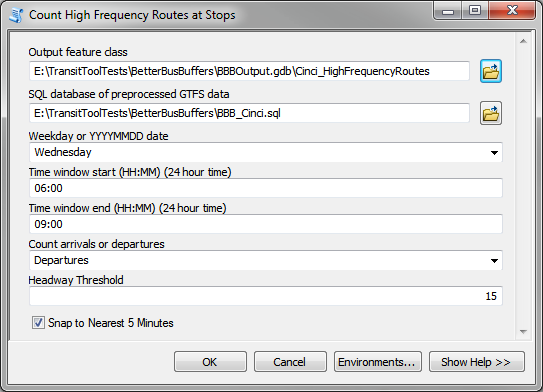 Count High Frequency Routes at Stops
Output feature class
E:\TransitToolTests\BetterBusBuffers\BBBOutput.gdb\Cinci_HighFrequencyRoutes
SQL database of preprocessed GTFS data
E:\TransitToolTests\BetterBusBuffers\BBB_Cinci.sql
Weekday or YYYYMMDD date
Wednesday
Time window start (HH:MM) (24 hour time)
06:00
Time window end (HH:MM) (24 hour time)
09:00
Count arrivals or departures
Departures
Headway Threshold
15
Snap to Nearest 5 Minutes
OK Cancel Environments... Show Help >>